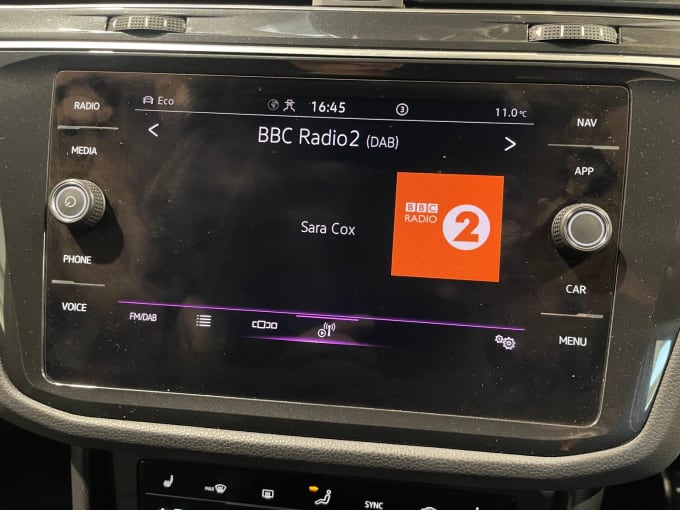 RADIO
MEDIA
PHONE
VOICE
Eco
16:45
3
11.0°C
BBC Radio2 (DAB)
Sara Cox
BBC
RADIO 2
FM/DAB
NAV
APP
CAR
MENU
MAX
SYNC